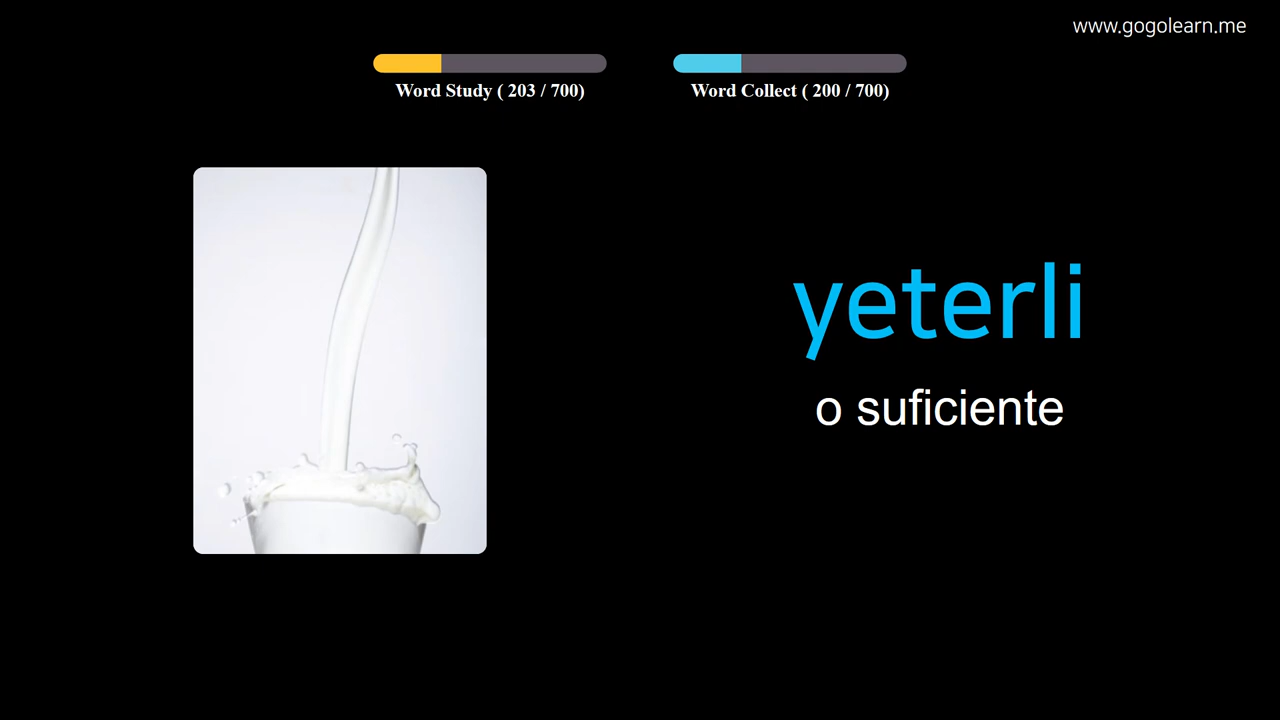 www.gogolearn.me
Word Study ( 203 / 700)
Word Collect ( 200 / 700)
yeterli
o suficiente